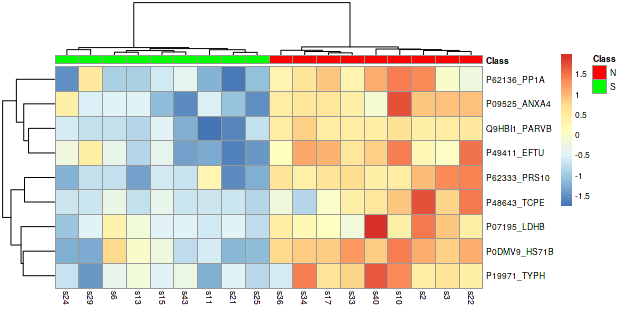 Class
P62136_PP1A
P09525_ANXA4
Q9HBI1_PARVB
P49411_EFTU
P62333_PRS10
P48643_TCPE
P07195_LDHB
P0DMV9_HS71B
P19971_TYPH
s24 s29 s6 s13 s15 s43 s11 s21 s25 s36 s34 s17 s33 s40 s10 s2 s3 s22
1.5
1
0.5
0
-0.5
-1
-1.5
Class
N
S